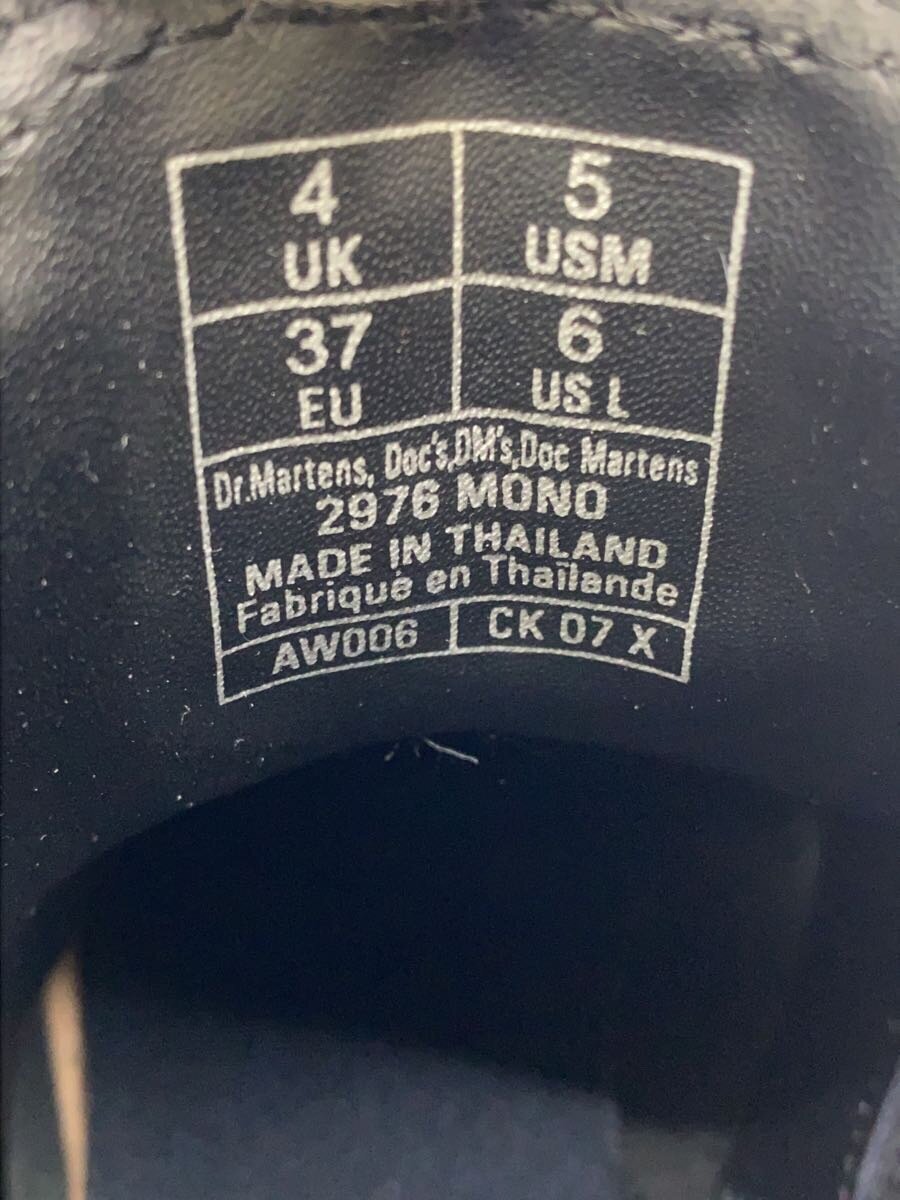 4
UK
5
USM
37
EU
6
US L
Dr.Martens, Doc's,DM's,Doc Martens
2976 MONO
MADE IN THAILAND
Fabriqué en Thaïlande
AW006
CK 07 X